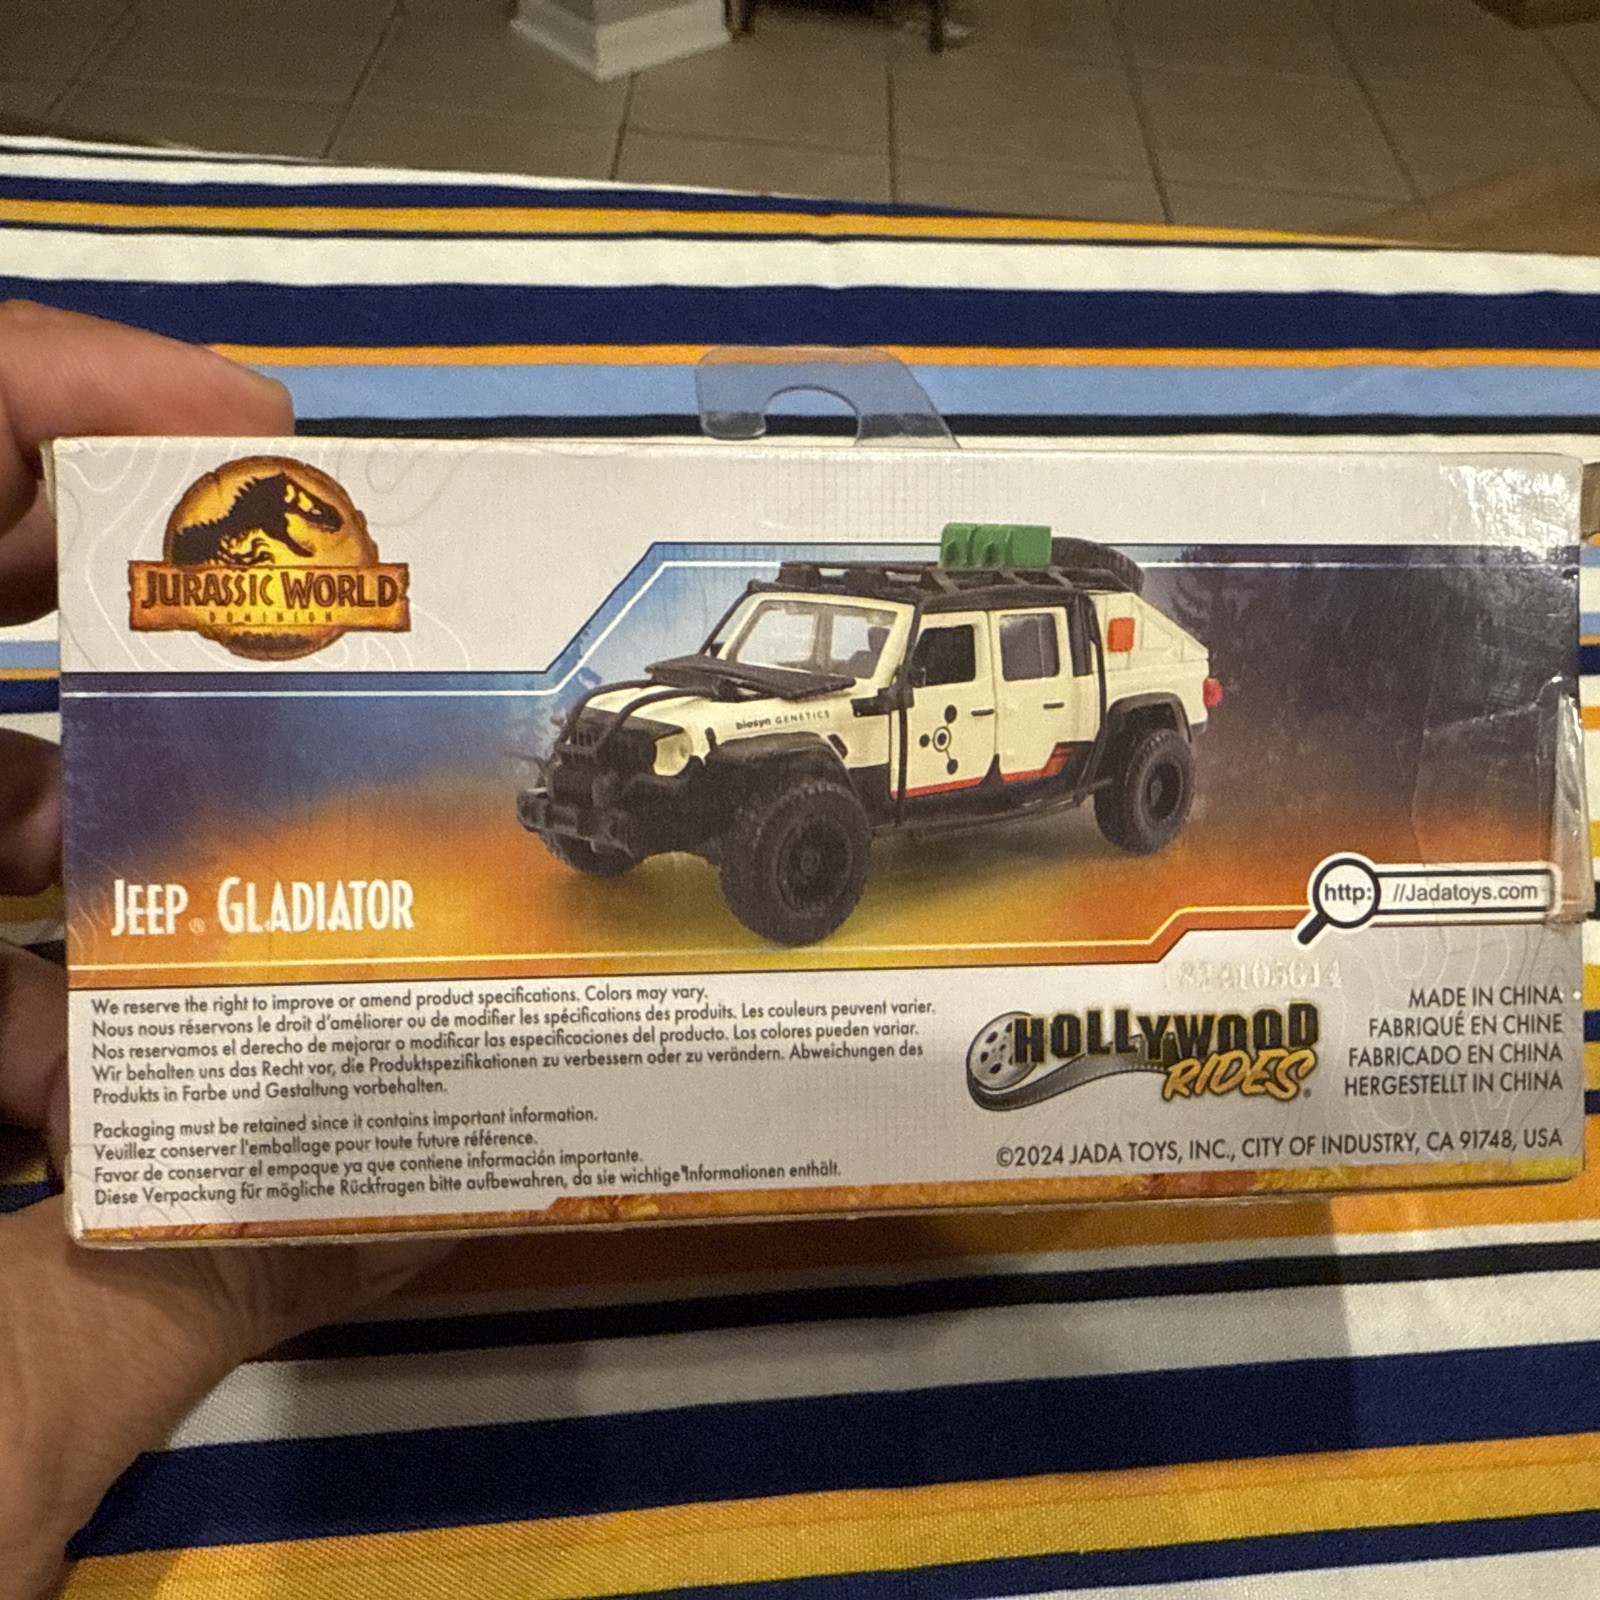 JURASSIC WORLD
DOMINION
biosyn GENETICS
JEEP® GLADIATOR
http: //Jadatoys.com
We reserve the right to improve or amend product specifications. Colors may vary.
Nous nous réservons le droit d'améliorer ou de modifier les spécifications des produits. Les couleurs peuvent varier.
Nos reservamos el derecho de mejorar o modificar las especificaciones del producto. Los colores pueden variar.
Wir behalten uns das Recht vor, die Produktspezifikationen zu verbessern oder zu verändern. Abweichungen des
Produkts in Farbe und Gestaltung vorbehalten.
Packaging must be retained since it contains important information.
Veuillez conserver l'emballage pour toute future référence.
Favor de conservar el empaque ya que contiene información importante.
Diese Verpackung für mögliche Rückfragen bitte aufbewahren, da sie wichtige Informationen enthält.
HOLLYWOOD
RIDES®
MADE IN CHINA
FABRIQUÉ EN CHINE
FABRICADO EN CHINA
HERGESTELLT IN CHINA
©2024 JADA TOYS, INC., CITY OF INDUSTRY, CA 91748, USA